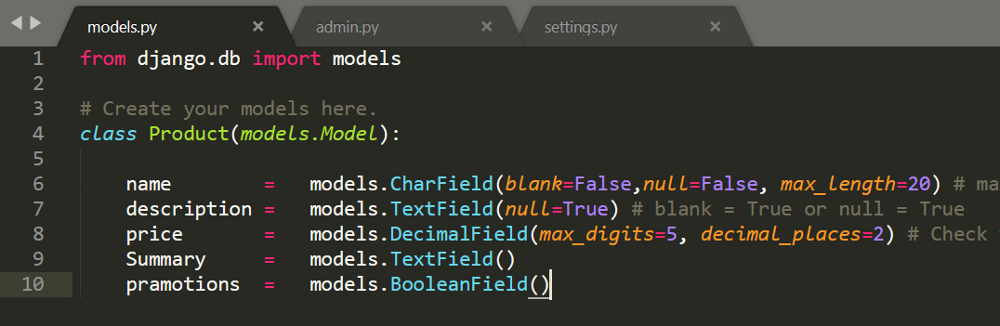 models.py × admin.py × settings.py ×
1 from django.db import models
2
3 # Create your models here.
4 class Product(models.Model):
5
6 name = models.CharField(blank=False,null=False, max_length=20) # ma
7 description = models.TextField(null=True) # blank = True or null = True
8 price = models.DecimalField(max_digits=5, decimal_places=2) # Check
9 Summary = models.TextField()
10 pramotions = models.BooleanField()